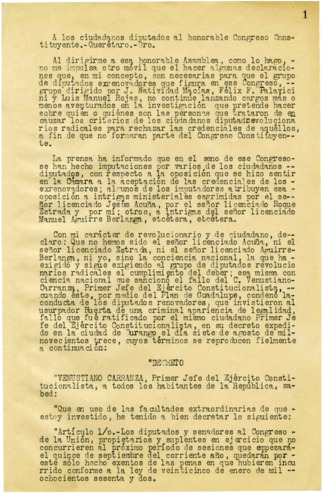 1
A los ciudadanos diputados al honorable Congreso Cons-
tituyente.-Querétaro.-Qro.
Al dirigirme a esa honorable Asamblea, como lo hago, -
no me impulsa otro móvil que el hacer algunas declaracio-
nes que, en mi concepto, son necesarias para que el grupo
de diputados exrenovadores que figura en ese Congreso, --
grupo dirigido por J. Natividad Macías, Félix F. Palavici
ni y Luis Manuel Rojas, no continúe lanzando cargos más o
menos aventurados en la investigación que pretende hacer
sobre quien o quiénes son las personas que trataron de en
causar los criterios de los ciudadanos diputados revoluciona
rios radicales para rechazar las credenciales de aquéllos,
a fin de que no formaran parte del Congreso Constituyen-
te.
La prensa ha informado que en el seno de ese Congreso-
se han hecho imputaciones por varios de los ciudadanos --
diputados, con respecto a la oposición que se hizo sentir
en la Cámara a la aceptación de las credenciales de los-
exrenovadores; algunos de los imputadores atribuyen esa -
oposición a intrigas ministeriales esgrimidas por el se--
ñor licenciado Jesús Acuña, por el señor licenciado Roque
Estrada y por mí; otros, a intrigas del señor licenciado
Manuel Aguirre Berlanga, etcétera, etcétera.
Con mi carácter de revolucionario y de ciudadano, de--
claro: Que no hemos sido el señor licenciado Acuña, ni el
señor licenciado Estrada, ni el señor licenciado Aguirre-
Berlanga, ni yo, sino la conciencia nacional, la que ha -
exigido y sigue exigiendo al grupo de diputados revolucio
narios radicales el cumplimiento del deber; esa misma con
ciencia nacional que sancionó el fallo del C. Venustiano-
Carranza, Primer Jefe del Ejército Constitucionalista, --
cuando éste, por medio del Plan de Guadalupe, condenó la-
conducta de los diputados renovadores, que invistieron al
usurpador Huerta de una criminal apariencia de legalidad,
fallo que fué ratificado por el mismo ciudadano Primer Je
fe del Ejército Constitucionalista, en su decreto expedi-
do en la ciudad de Durango el día siete de agosto de mil-
novecientos trece, cuyos términos se reproducen fielmente
a continuación:
"DECRETO
"VENUSTIANO CARRANZA, Primer Jefe del Ejército Consti-
tucionalista, a todos los habitantes de la República, sa-
bed:
"Que en uso de las facultades extraordinarias de que -
estoy investido, he tenido a bien decretar lo siguiente:
"Artículo 1/o.-Los diputados y senadores al Congreso -
de la Unión, propietarios y suplentes en ejercicio que no
concurrieren al próximo período de sesiones que empezará-
el quince de septiembre del corriente año, quedarán por -
este sólo hecho exentos de las penas en que hubieren incu
rrido conforme a la ley de veinticinco de enero de mil --
ochocientos sesenta y dos.